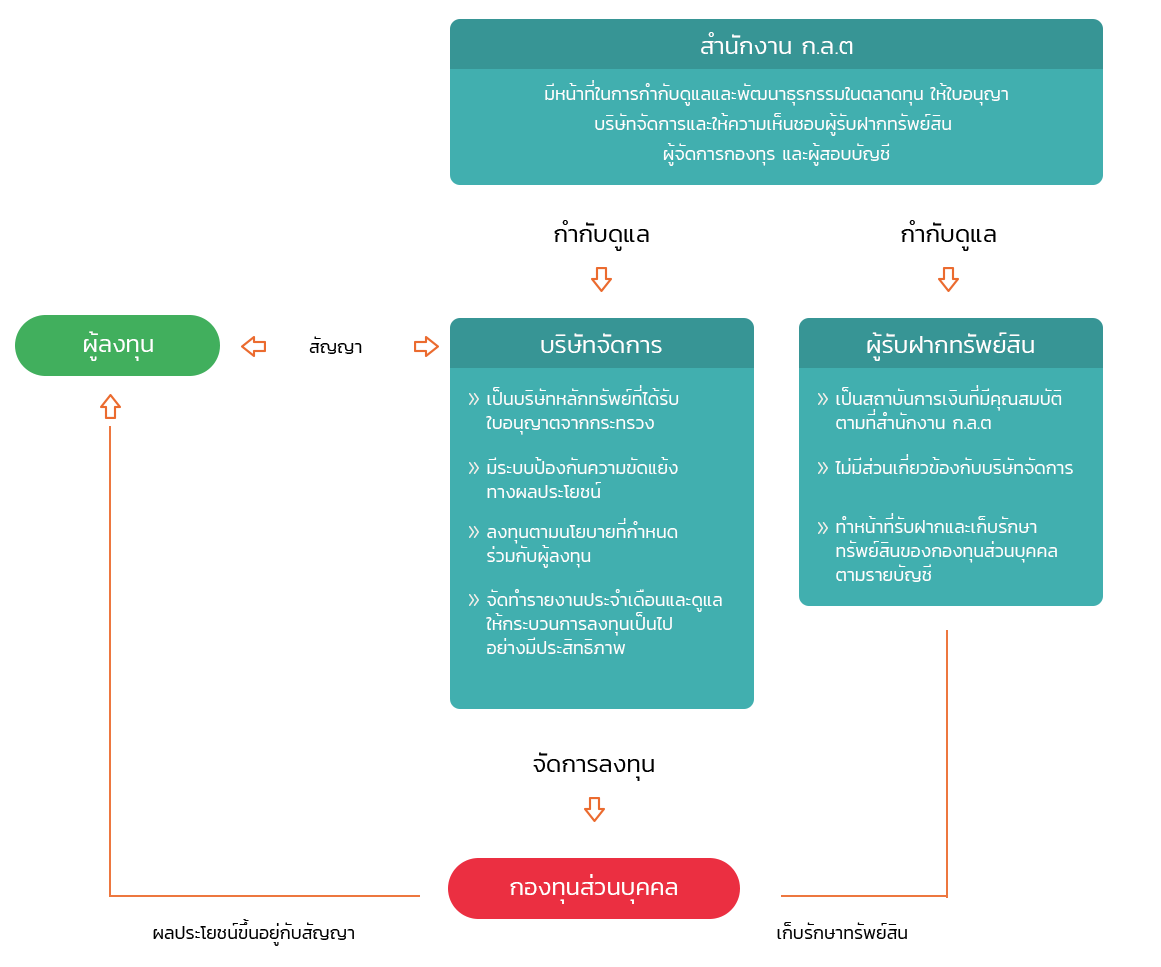 สำนักงาน ก.ล.ต
มีหน้าที่ในการกำกับดูแลและพัฒนาธุรกรรมในตลาดทุน ให้ใบอนุญา
บริษัทจัดการและให้ความเห็นชอบผู้รับฝากทรัพย์สิน
ผู้จัดการกองทุร และผู้สอบบัญชี
กำกับดูแล
กำกับดูแล
ผู้ลงทุน
สัญญา
บริษัทจัดการ
» เป็นบริษัทหลักทรัพย์ที่ได้รับ
ใบอนุญาตจากกระทรวง
» มีระบบป้องกันความขัดแย้ง
ทางผลประโยชน์
» ลงทุนตามนโยบายที่กำหนด
ร่วมกับผู้ลงทุน
» จัดทำรายงานประจำเดือนและดูแล
ให้กระบวนการลงทุนเป็นไป
อย่างมีประสิทธิภาพ
ผู้รับฝากทรัพย์สิน
» เป็นสถาบันการเงินที่มีคุณสมบัติ
ตามที่สำนักงาน ก.ล.ต
» ไม่มีส่วนเกี่ยวข้องกับบริษัทจัดการ
» ทำหน้าที่รับฝากและเก็บรักษา
ทรัพย์สินของกองทุนส่วนบุคคล
ตามรายบัญชี
จัดการลงทุน
กองทุนส่วนบุคคล
ผลประโยชน์ขึ้นอยู่กับสัญญา
เก็บรักษาทรัพย์สิน